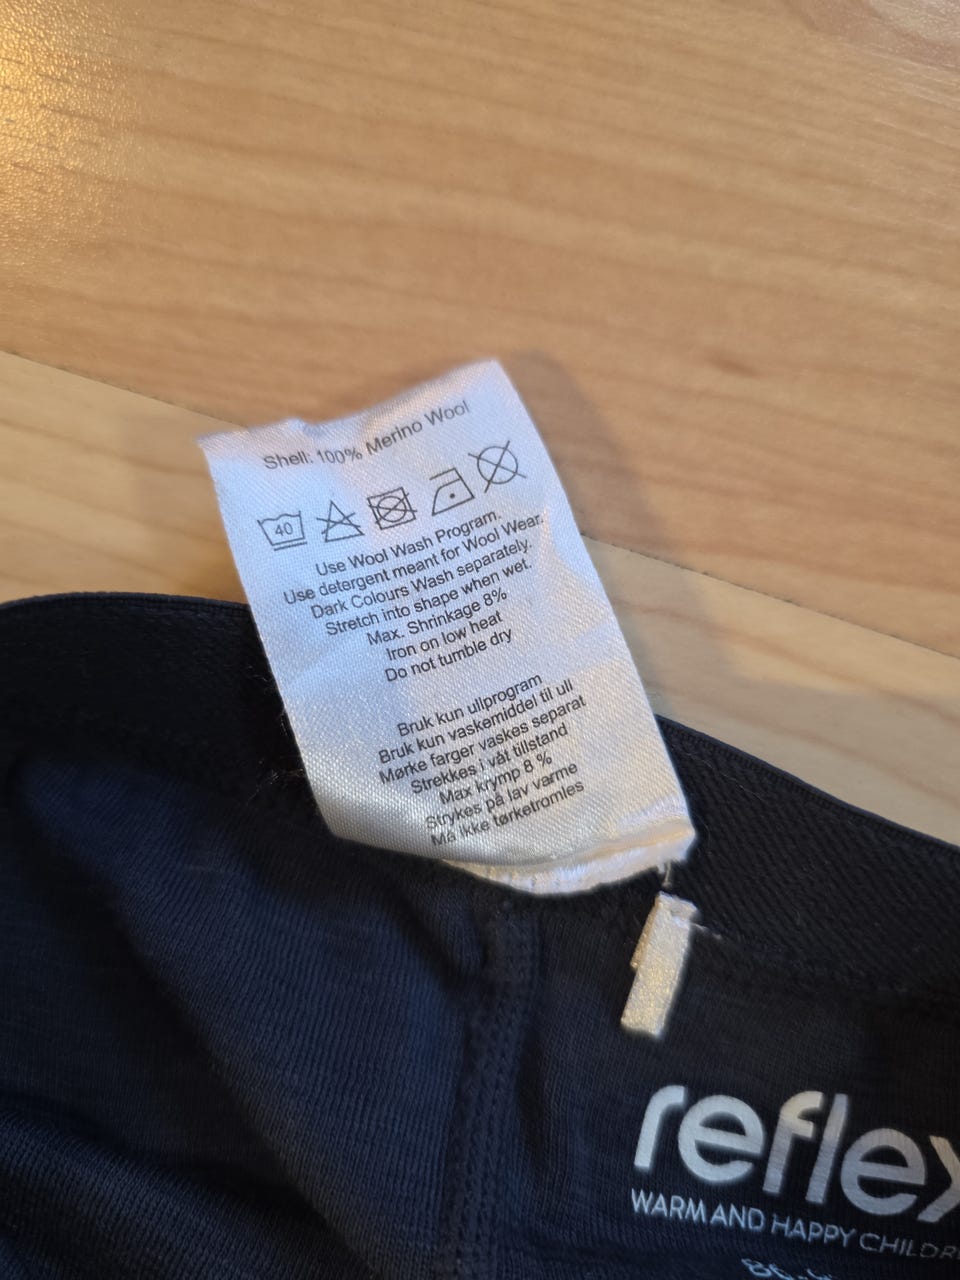 Shell: 100% Merino Wool
40
Use Wool Wash Program.
Use detergent meant for Wool Wear.
Dark Colours Wash separately.
Stretch into shape when wet.
Max. Shrinkage 8%
Iron on low heat
Do not tumble dry
Bruk kun ullprogram
Bruk kun vaskemiddel til ull
Mørke farger vaskes separat
Strekkes i våt tilstand
Max krymp 8 %
Strykes på lav varme
Må ikke tørketromles
reflex
WARM AND HAPPY CHILDR